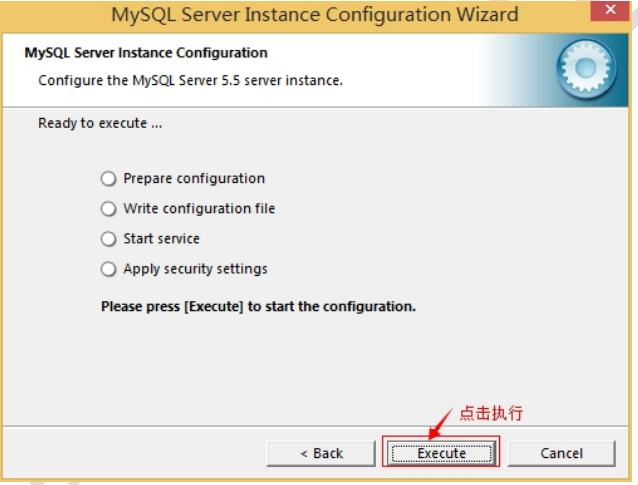 MySQL Server Instance Configuration Wizard
MySQL Server Instance Configuration
Configure the MySQL Server 5.5 server instance.
Ready to execute ...
Prepare configuration
Write configuration file
Start service
Apply security settings
Please press [Execute] to start the configuration.
点击执行
< Back
Execute
Cancel